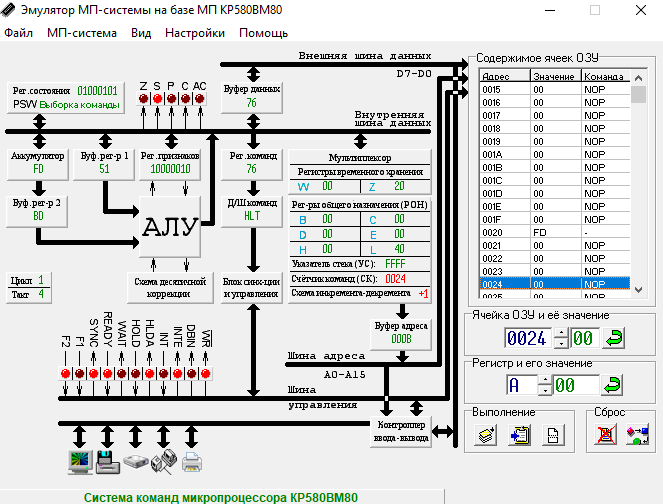 Эмулятор МП-системы на базе МП КР580ВМ80
Файл МП-система Вид Настройки Помощь
Внешняя шина данных
D7-D0
Рег.состояния 01000101
PSW Выборка команды
Z S P C AC
Буфер данных
76
Внутренняя
шина данных
Аккумулятор
FD
Буф.рег-р 1
51
Рег.признаков
10000010
Рег.команд
76
Мультиплексор
Регистры временного хранения
W 00 Z 20
Буф.рег-р 2
BD
АЛУ
Д/Ш команд
HLT
Рег-ры общего назначения (РОН)
B 00 C 00
D 00 E 00
H 00 L 40
Указатель стека (УС): FFFF
Счётчик команд (СК): 0024
Схема инкремента-декремента +1
Цикл 1
Такт 4
Схема десятичной
коррекции
Блок синх-ции
и управления
Буфер адреса
000B
F2 F1 SYNC READY WAIT HOLD HLDA INT INTE DBIN WR
Шина адреса
A0-A15
Шина
управления
Контроллер
ввода-вывода
Содержимое ячеек ОЗУ
Адрес Значение Команда
0015 00 NOP
0016 00 NOP
0017 00 NOP
0018 00 NOP
0019 00 NOP
001A 00 NOP
001B 00 NOP
001C 00 NOP
001D 00 NOP
001E 00 NOP
001F 00 NOP
0020 FD -
0021 00 NOP
0022 00 NOP
0023 00 NOP
0024 00 NOP
0025 00 NOP
Ячейка ОЗУ и её значение
0024 00
Регистр и его значение
A 00
Выполнение
Сброс
Система команд микропроцессора КР580ВМ80